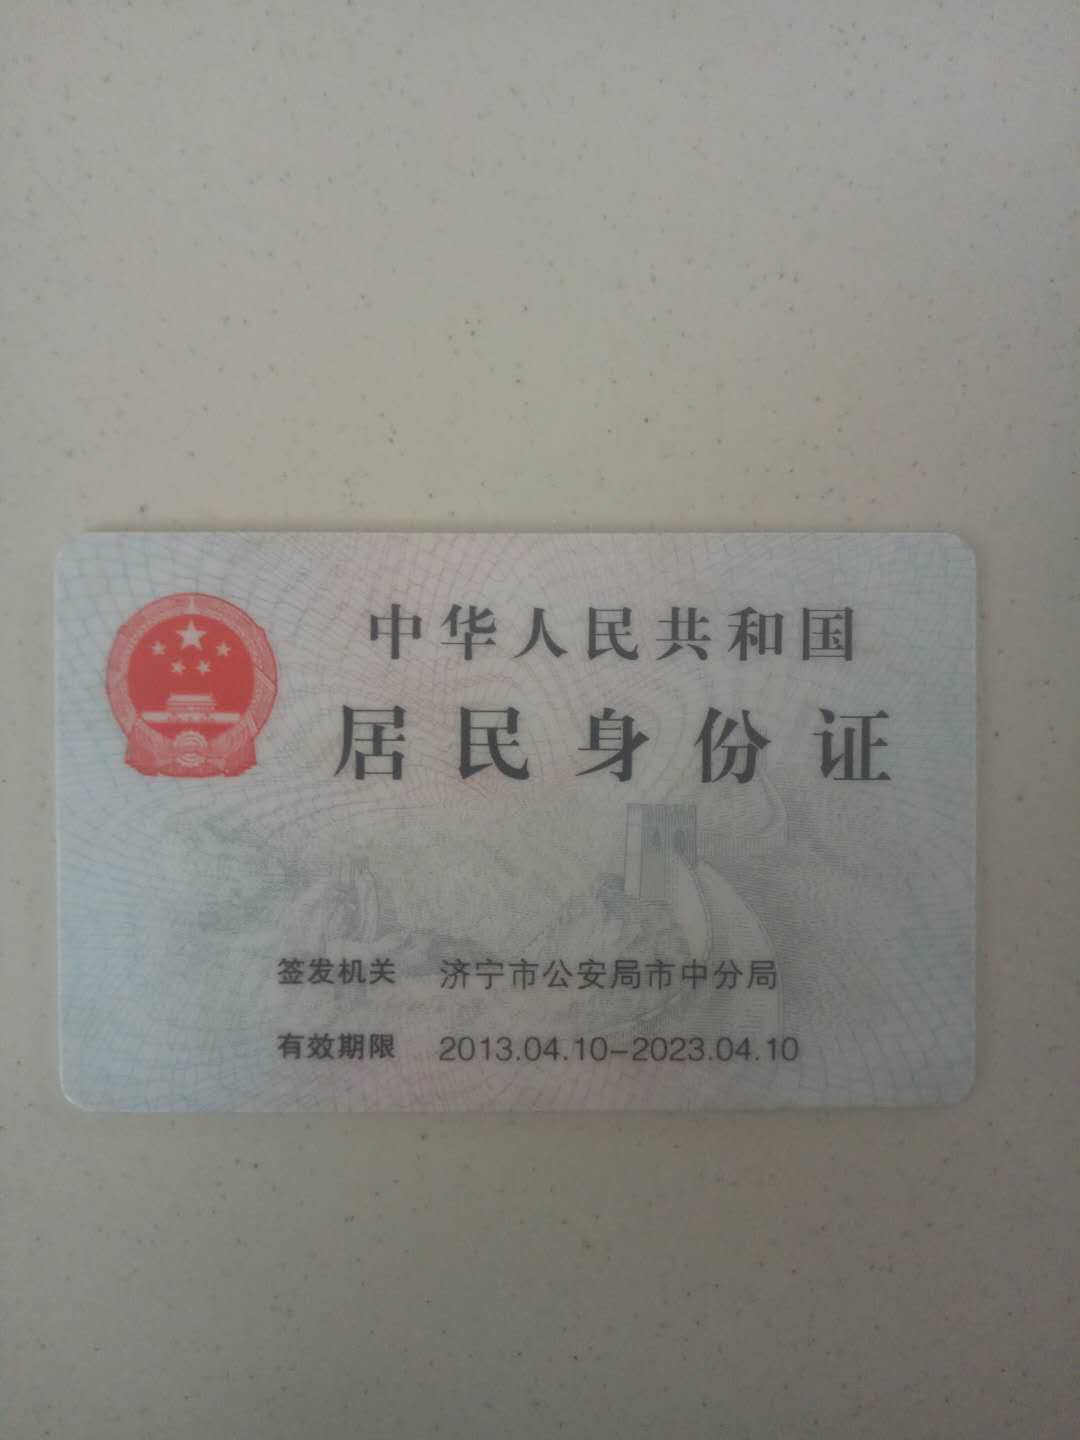 中华人民共和国
居民身份证
签发机关 济宁市公安局市中分局
有效期限 2013.04.10-2023.04.10